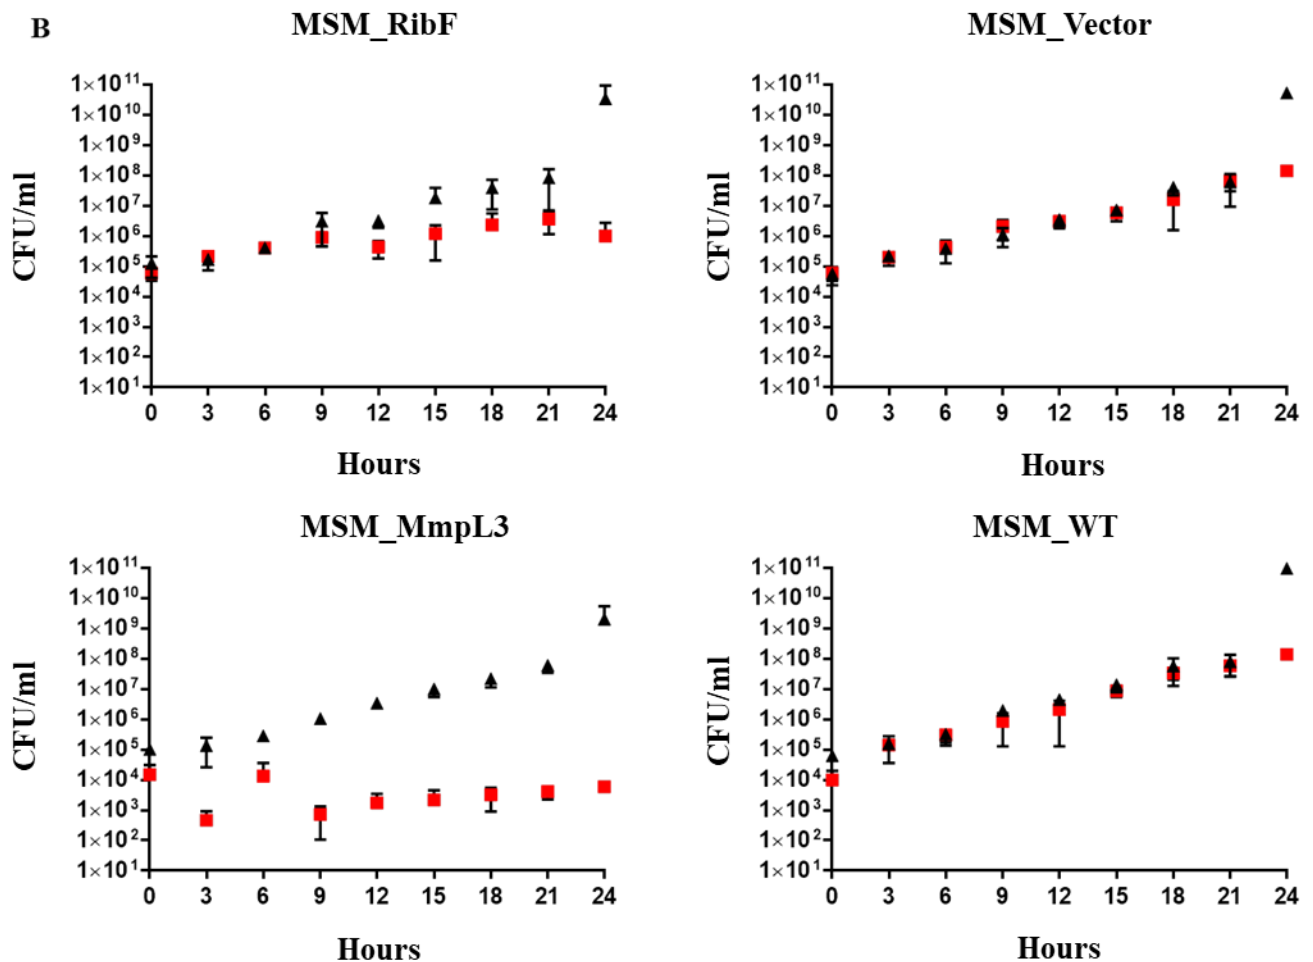 B
MSM_RibF
CFU/ml
1×10¹¹
1×10¹⁰
1×10⁹
1×10⁸
1×10⁷
1×10⁶
1×10⁵
1×10⁴
1×10³
1×10²
1×10¹
0 3 6 9 12 15 18 21 24
Hours
MSM_Vector
CFU/ml
1×10¹¹
1×10¹⁰
1×10⁹
1×10⁸
1×10⁷
1×10⁶
1×10⁵
1×10⁴
1×10³
1×10²
1×10¹
0 3 6 9 12 15 18 21 24
Hours
MSM_MmpL3
CFU/ml
1×10¹¹
1×10¹⁰
1×10⁹
1×10⁸
1×10⁷
1×10⁶
1×10⁵
1×10⁴
1×10³
1×10²
1×10¹
0 3 6 9 12 15 18 21 24
Hours
MSM_WT
CFU/ml
1×10¹¹
1×10¹⁰
1×10⁹
1×10⁸
1×10⁷
1×10⁶
1×10⁵
1×10⁴
1×10³
1×10²
1×10¹
0 3 6 9 12 15 18 21 24
Hours